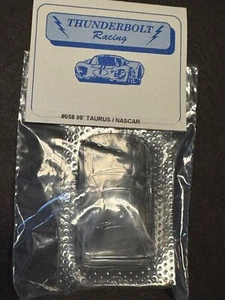 THUNDERBOLT
Racing
#058 98' TAURUS / NASCAR